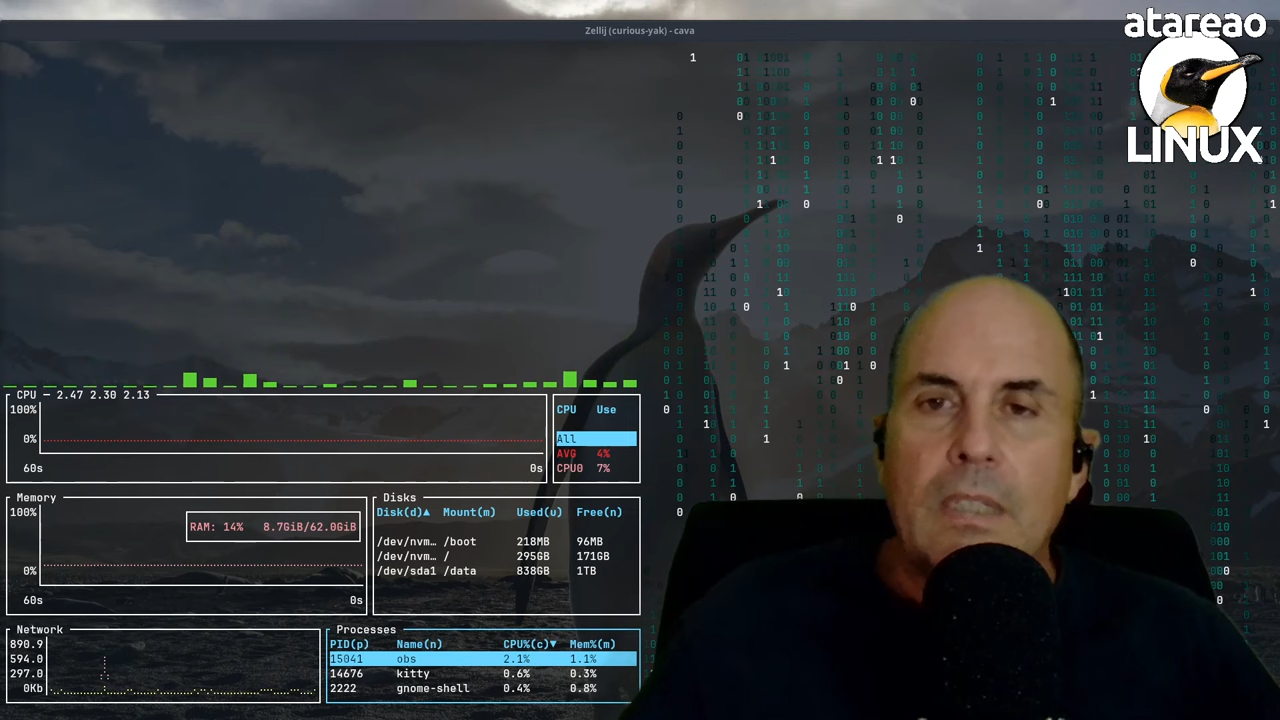 Zellij (curious-yak) - cava
atareao
LINUX
CPU — 2.47 2.30 2.13
100%
0%
60s 0s
CPU Use
All
AVG 4%
CPU0 7%
Memory
100%
RAM: 14% 8.7GiB/62.0GiB
0%
60s 0s
Disks
Disk(d)▲ Mount(m) Used(u) Free(n)
/dev/nvm… /boot 218MB 96MB
/dev/nvm… / 295GB 171GB
/dev/sda1 /data 838GB 1TB
Network
890.9
594.0
297.0
0Kb
Processes
PID(p) Name(n) CPU%(c)▼ Mem%(m)
15041 obs 2.1% 1.1%
14676 kitty 0.6% 0.3%
2222 gnome-shell 0.4% 0.8%